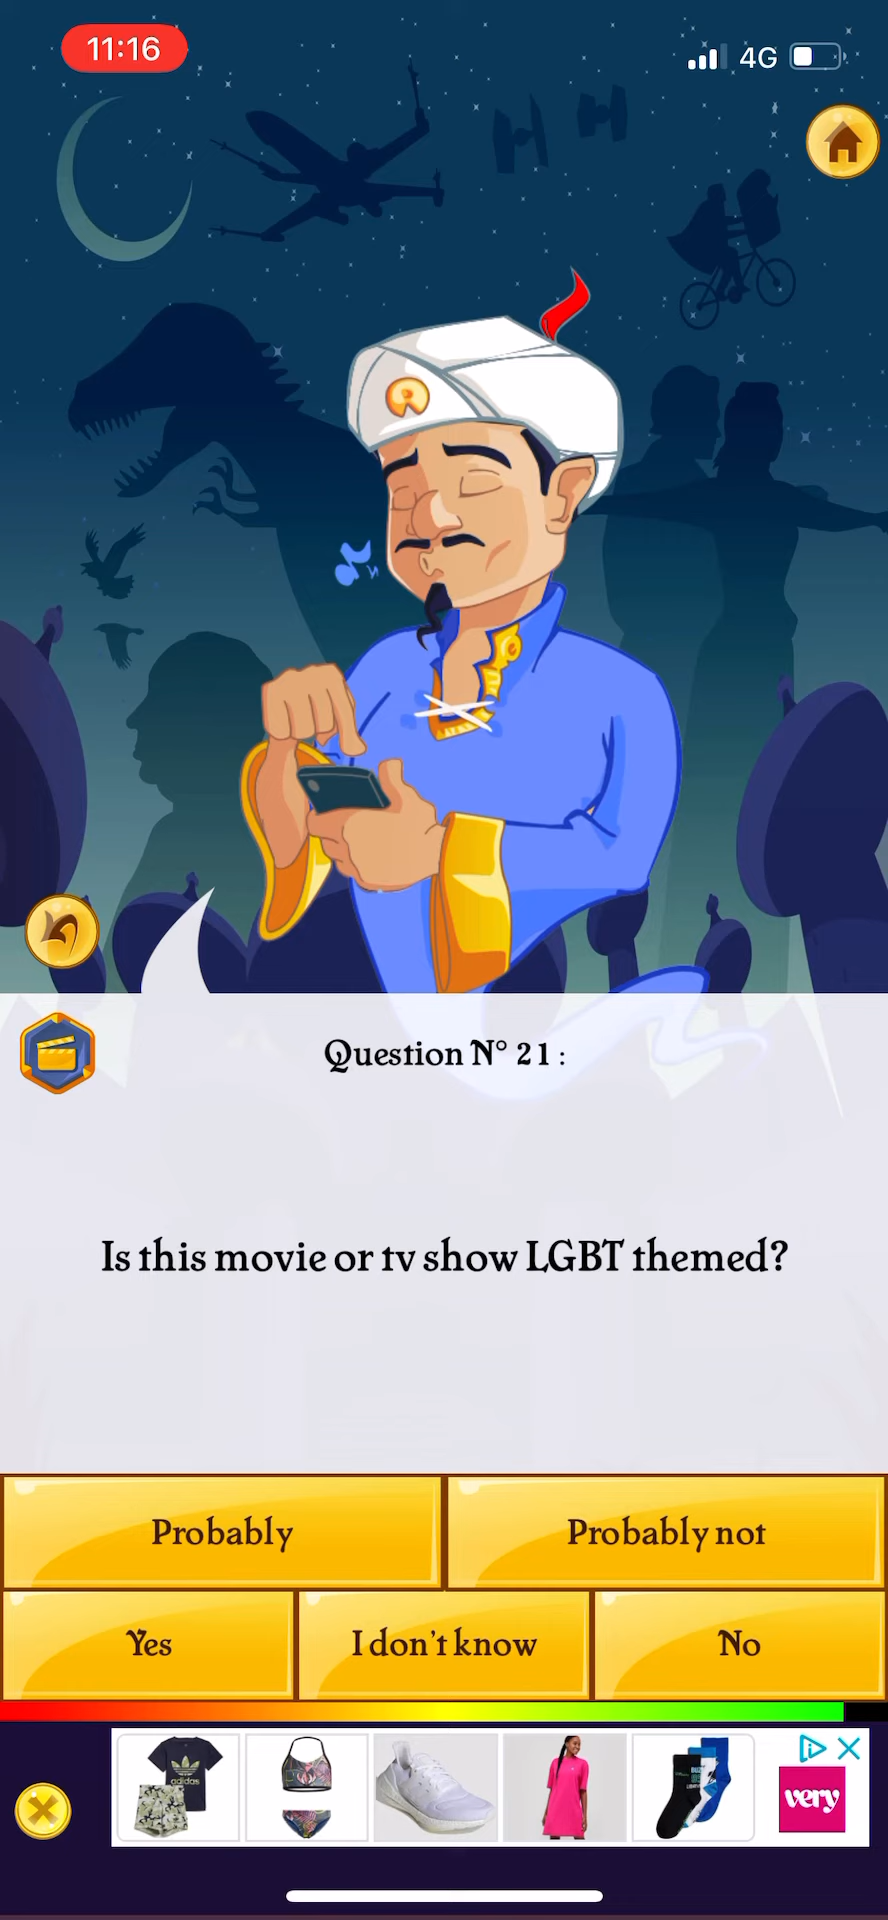 11:16
4G
Question N° 21 :
Is this movie or tv show LGBT themed?
Probably
Probably not
Yes
I don't know
No
adidas
very